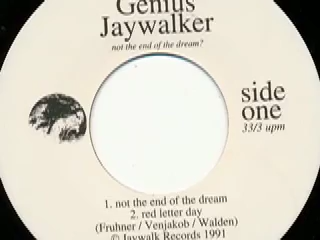 Genius
Jaywalker
not the end of the dream?
side
one
33/3 upm
1. not the end of the dream
2. red letter day
(Fruhner / Venjakob / Walden)
© Jaywalk Records 1991